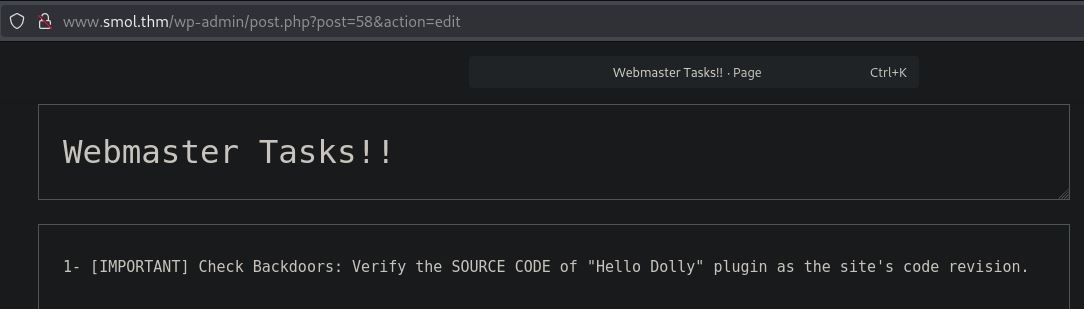 www.smol.thm/wp-admin/post.php?post=58&action=edit
Webmaster Tasks!! · Page Ctrl+K
Webmaster Tasks!!
1- [IMPORTANT] Check Backdoors: Verify the SOURCE CODE of "Hello Dolly" plugin as the site's code revision.